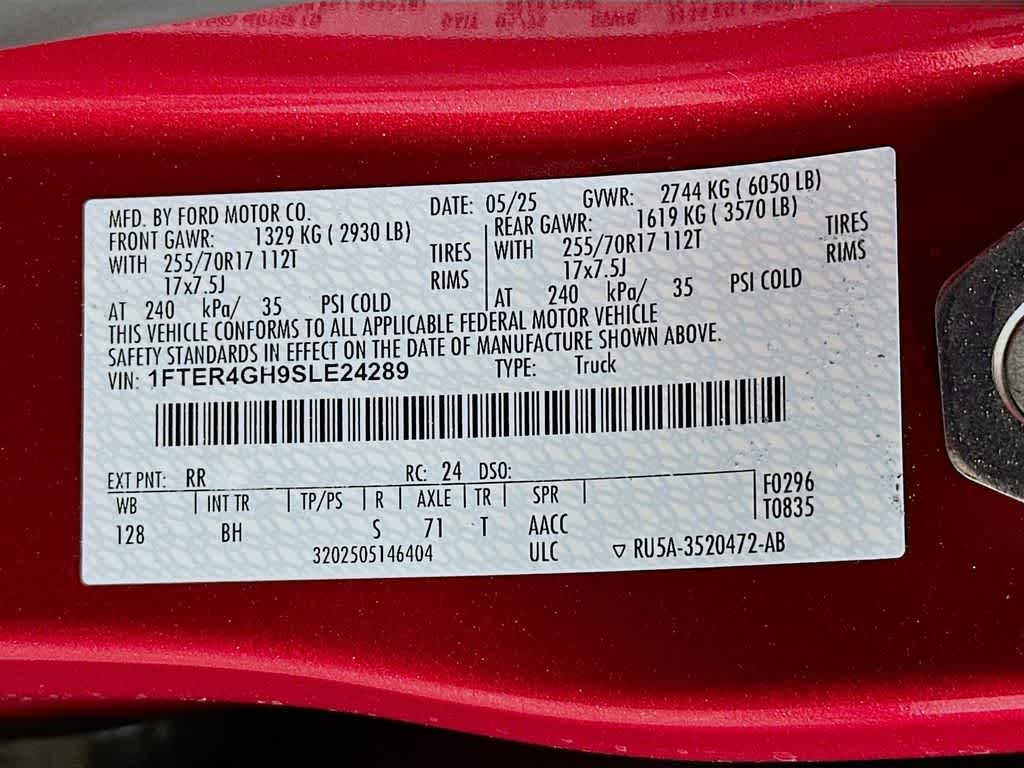 MFD. BY FORD MOTOR CO. DATE: 05/25 GVWR: 2744 KG ( 6050 LB)
FRONT GAWR: 1329 KG ( 2930 LB) REAR GAWR: 1619 KG ( 3570 LB)
WITH 255/70R17 112T TIRES WITH 255/70R17 112T TIRES
17x7.5J RIMS 17x7.5J RIMS
AT 240 kPa/ 35 PSI COLD AT 240 kPa/ 35 PSI COLD
THIS VEHICLE CONFORMS TO ALL APPLICABLE FEDERAL MOTOR VEHICLE
SAFETY STANDARDS IN EFFECT ON THE DATE OF MANUFACTURE SHOWN ABOVE.
VIN: 1FTER4GH9SLE24289 TYPE: Truck
EXT PNT: RR RC: 24 DSO:
WB INT TR TP/PS R AXLE TR SPR F0296
128 BH S 71 T AACC T0835
3202505146404 ULC ▽ RU5A-3520472-AB